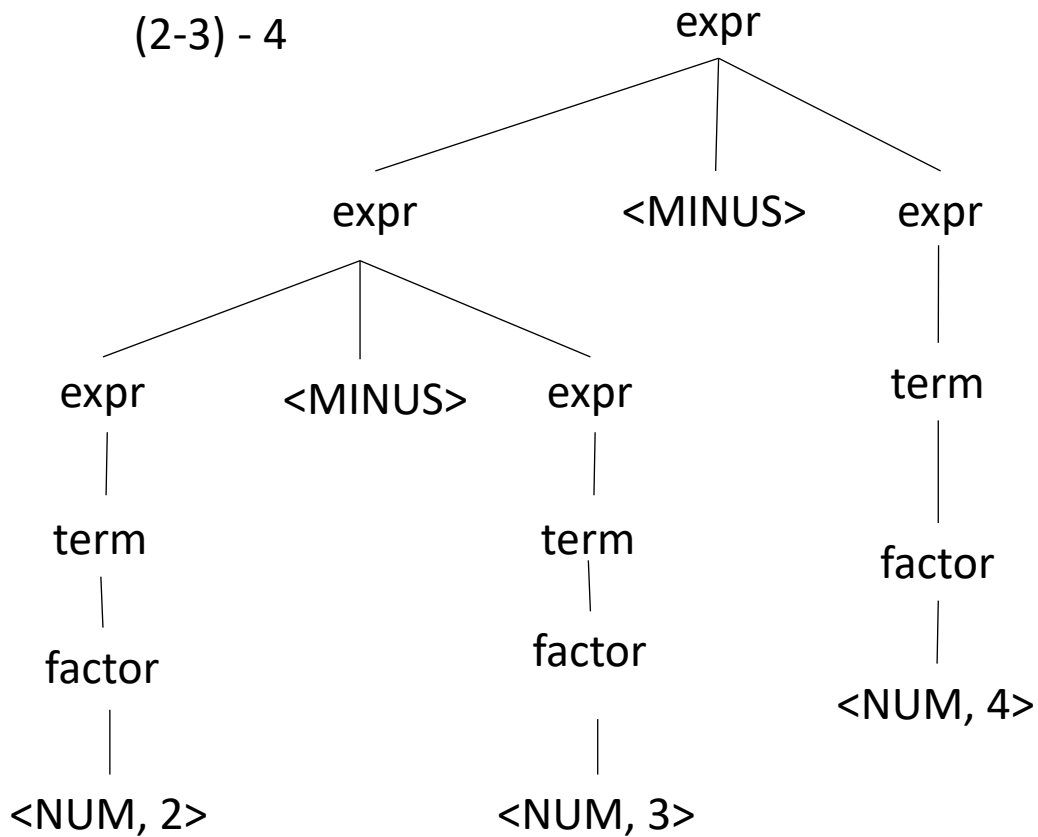 (2-3) - 4
expr
expr <MINUS> expr
expr <MINUS> expr term
term term factor
factor factor <NUM, 4>
<NUM, 2> <NUM, 3>